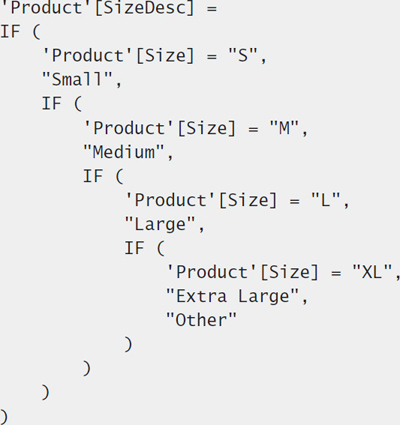 'Product'[SizeDesc] =
IF (
    'Product'[Size] = "S",
    "Small",
    IF (
        'Product'[Size] = "M",
        "Medium",
        IF (
            'Product'[Size] = "L",
            "Large",
            IF (
                'Product'[Size] = "XL",
                "Extra Large",
                "Other"
            )
        )
    )
)